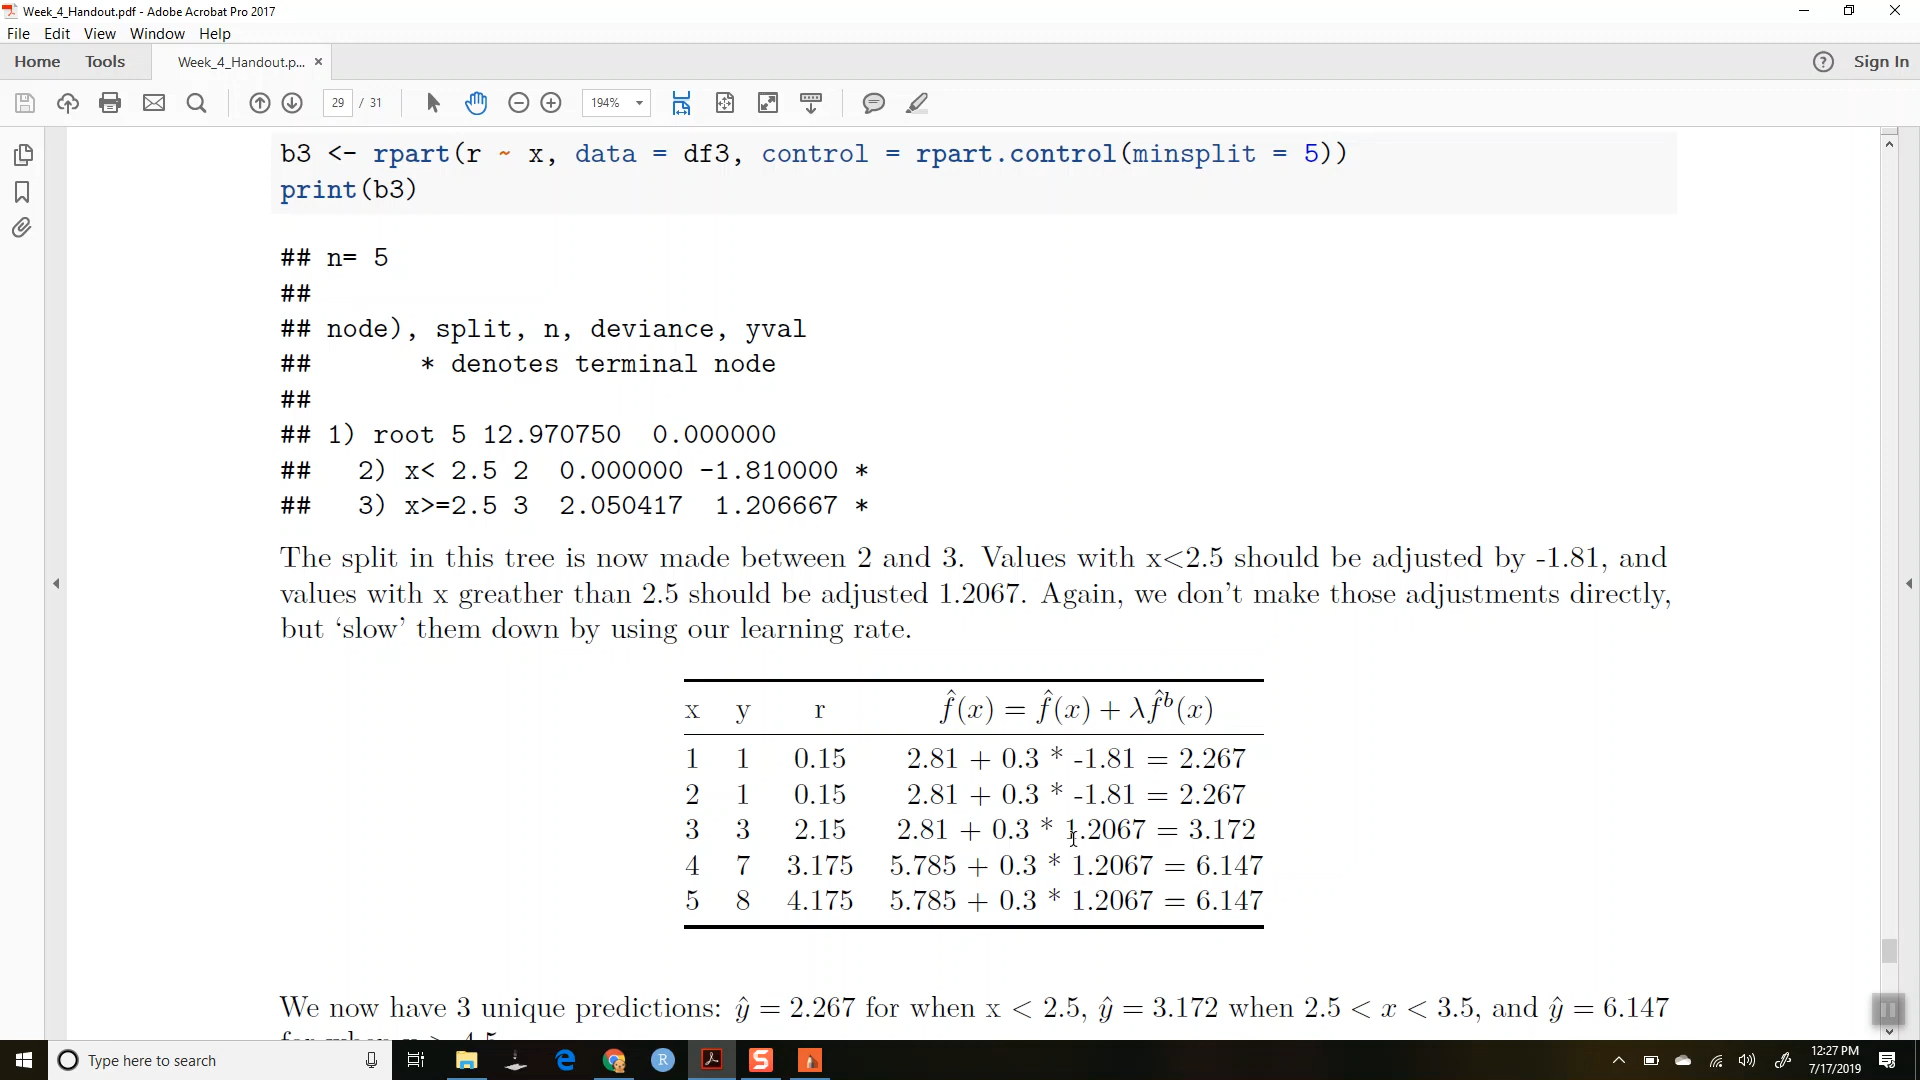 Week_4_Handout.pdf - Adobe Acrobat Pro 2017
File Edit View Window Help
Home Tools Week_4_Handout.p... × ? Sign In
29 / 31 194%
b3 <- rpart(r ~ x, data = df3, control = rpart.control(minsplit = 5))
print(b3)
## n= 5
##
## node), split, n, deviance, yval
## * denotes terminal node
##
## 1) root 5 12.970750 0.000000
## 2) x< 2.5 2 0.000000 -1.810000 *
## 3) x>=2.5 3 2.050417 1.206667 *
The split in this tree is now made between 2 and 3. Values with x<2.5 should be adjusted by -1.81, and
values with x greather than 2.5 should be adjusted 1.2067. Again, we don't make those adjustments directly,
but 'slow' them down by using our learning rate.
x y r f̂(x) = f̂(x) + λf̂ᵇ(x)
1 1 0.15 2.81 + 0.3 * -1.81 = 2.267
2 1 0.15 2.81 + 0.3 * -1.81 = 2.267
3 3 2.15 2.81 + 0.3 * 1.2067 = 3.172
4 7 3.175 5.785 + 0.3 * 1.2067 = 6.147
5 8 4.175 5.785 + 0.3 * 1.2067 = 6.147
We now have 3 unique predictions: ŷ = 2.267 for when x < 2.5, ŷ = 3.172 when 2.5 < x < 3.5, and ŷ = 6.147
Type here to search
12:27 PM
7/17/2019